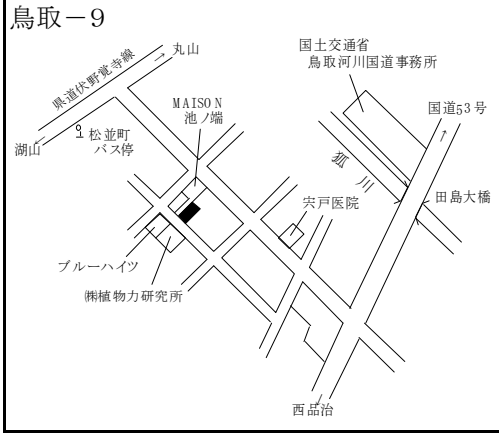 鳥取－9
丸山
県道伏野覚寺線
湖山
松並町
バス停
MAISON
池ノ端
国土交通省
鳥取河川国道事務所
国道53号
狐川
宍戸医院
田島大橋
ブルーハイツ
㈱植物力研究所
西品治